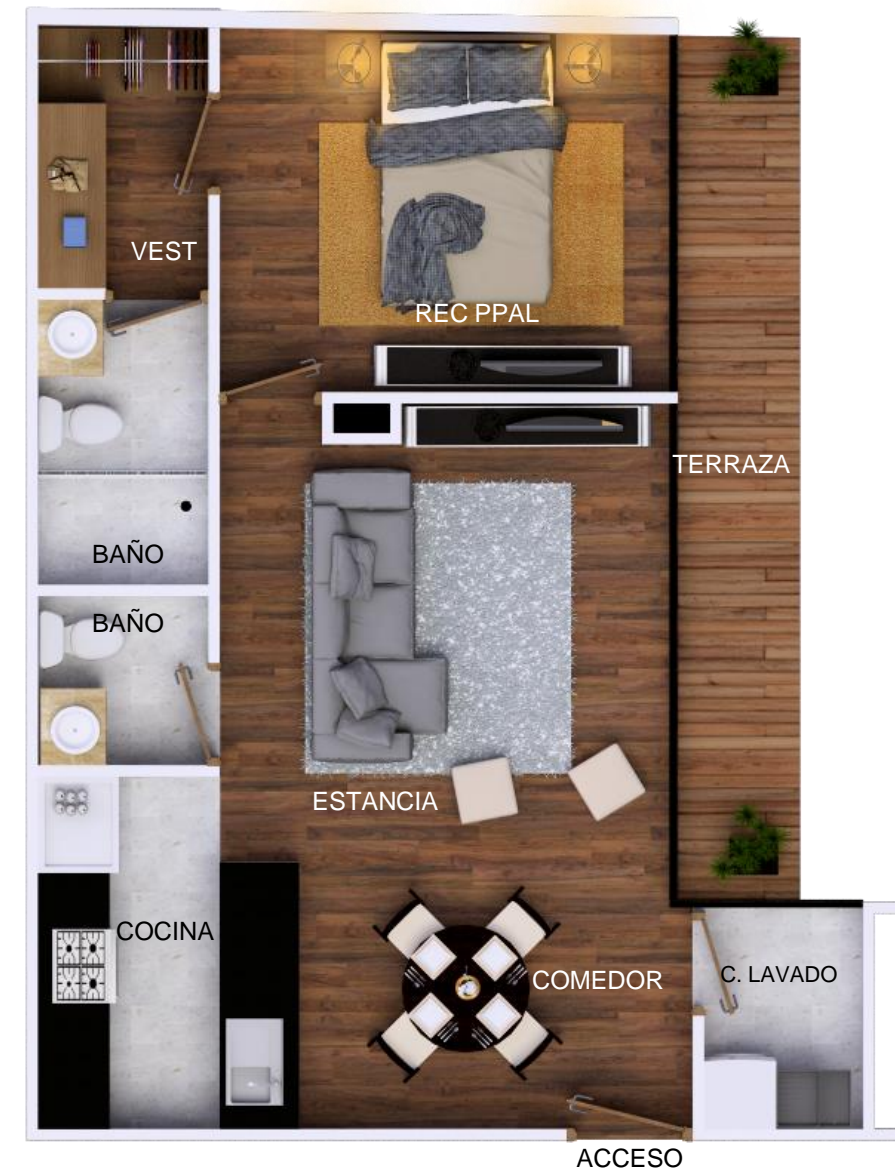 VEST
REC PPAL
TERRAZA
BAÑO
BAÑO
ESTANCIA
COCINA
COMEDOR
C. LAVADO
ACCESO